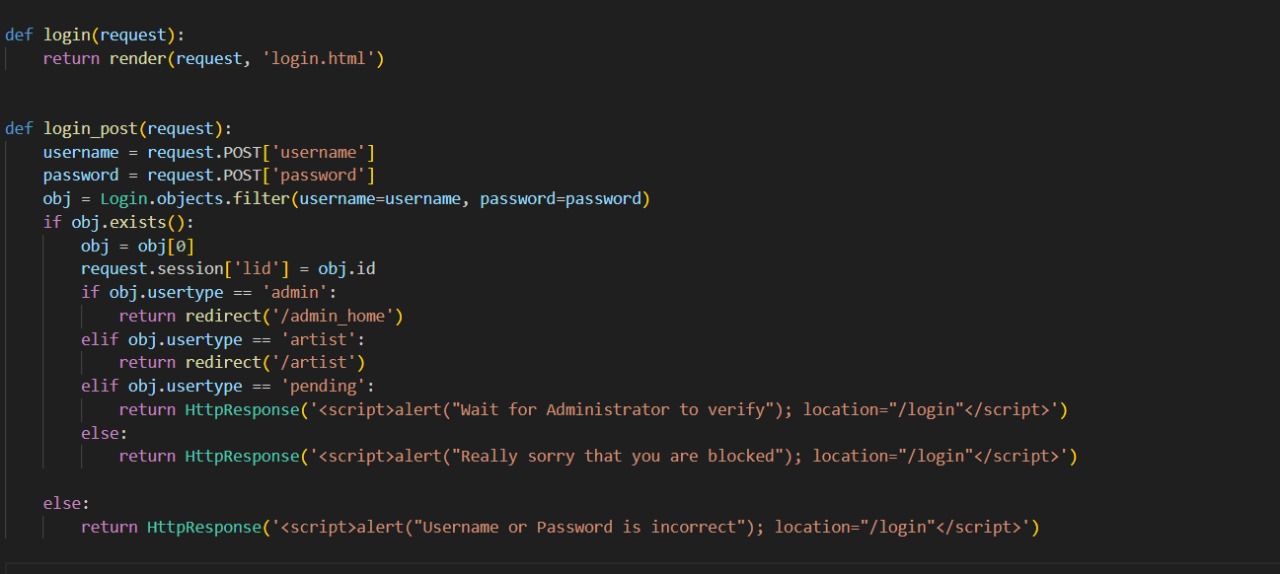 def login(request):
    return render(request, 'login.html')
def login_post(request):
    username = request.POST['username']
    password = request.POST['password']
    obj = Login.objects.filter(username=username, password=password)
    if obj.exists():
        obj = obj[0]
        request.session['lid'] = obj.id
        if obj.usertype == 'admin':
            return redirect('/admin_home')
        elif obj.usertype == 'artist':
            return redirect('/artist')
        elif obj.usertype == 'pending':
            return HttpResponse('<script>alert("Wait for Administrator to verify"); location="/login"</script>')
        else:
            return HttpResponse('<script>alert("Really sorry that you are blocked"); location="/login"</script>')
    else:
        return HttpResponse('<script>alert("Username or Password is incorrect"); location="/login"</script>')